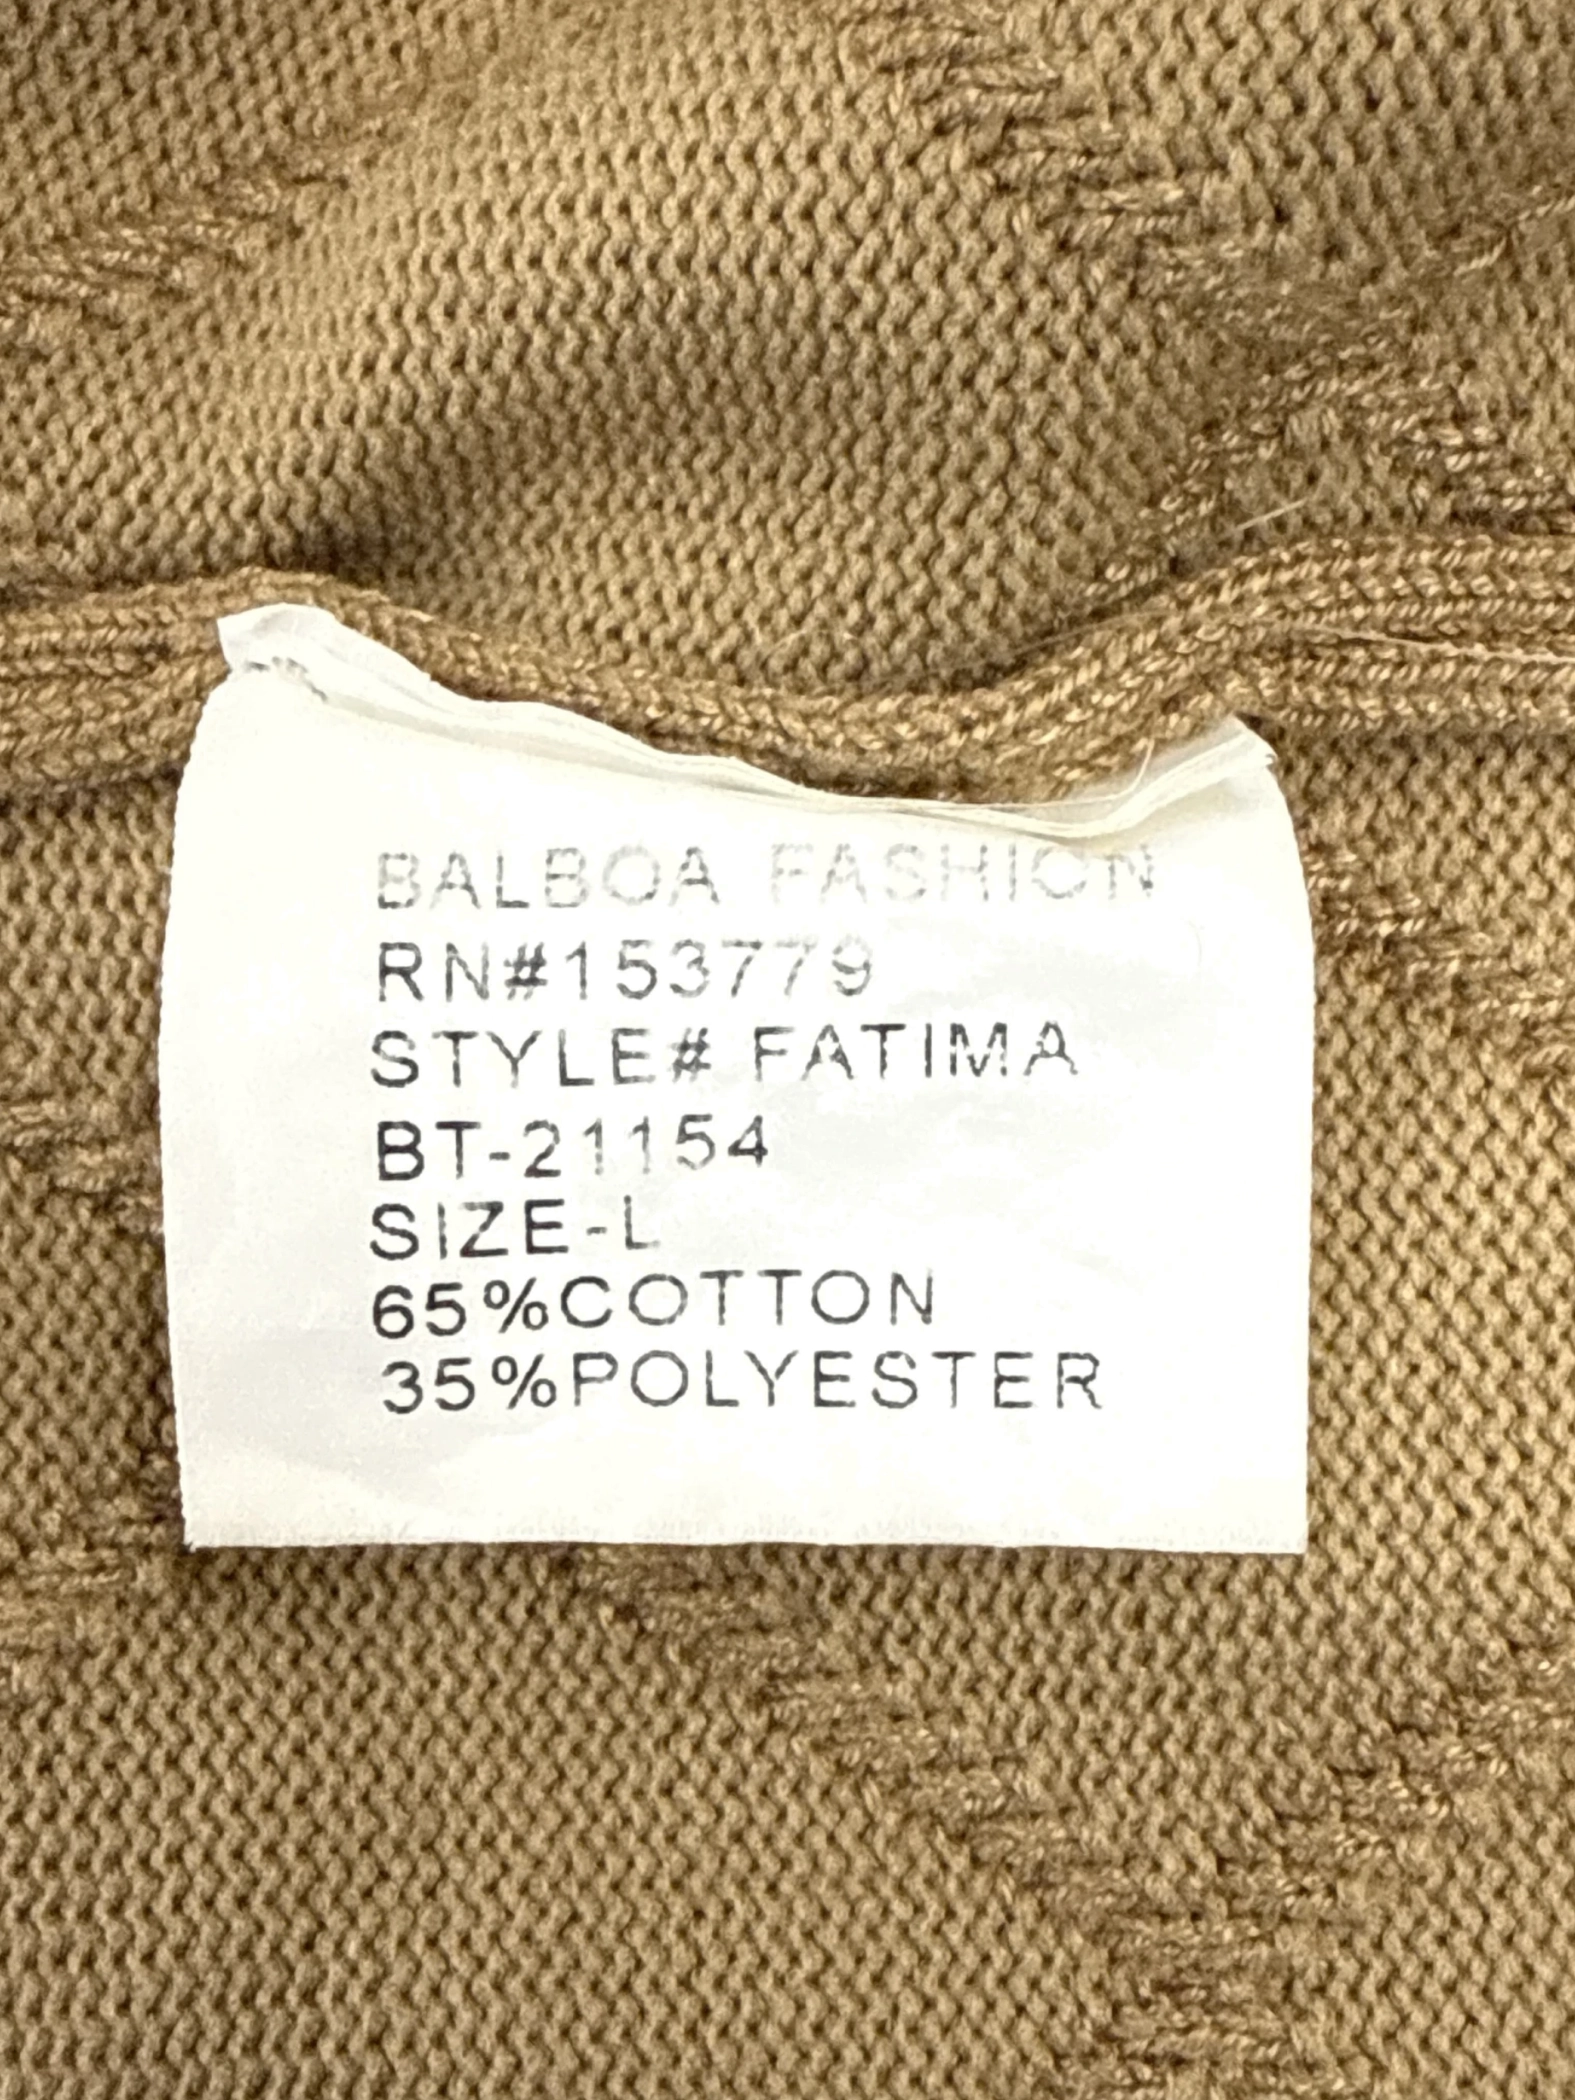 BALBOA FASHION
RN#153779
STYLE# FATIMA
BT-21154
SIZE-L
65%COTTON
35%POLYESTER